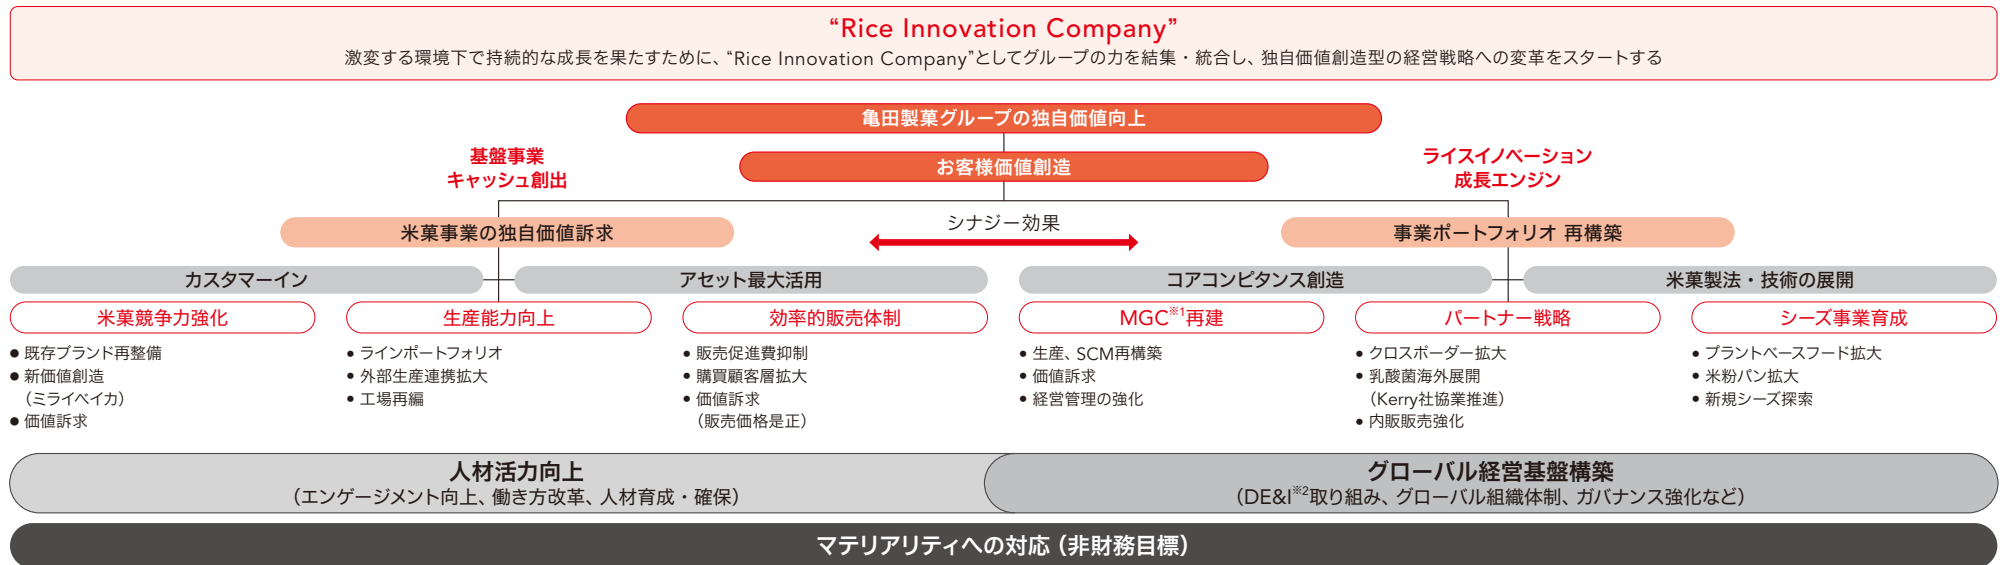 “Rice Innovation Company”
激変する環境下で持続的な成長を果たすために、“Rice Innovation Company”としてグループの力を結集・統合し、独自価値創造型の経営戦略への変革をスタートする
亀田製菓グループの独自価値向上
お客様価値創造
基盤事業
キャッシュ創出
ライスイノベーション
成長エンジン
米菓事業の独自価値訴求
シナジー効果
事業ポートフォリオ 再構築
カスタマーイン
アセット最大活用
コアコンピタンス創造
米菓製法・技術の展開
米菓競争力強化
● 既存ブランド再整備
● 新価値創造
（ミライベイカ）
● 価値訴求
生産能力向上
● ラインポートフォリオ
● 外部生産連携拡大
● 工場再編
効率的販売体制
● 販売促進費抑制
● 購買顧客層拡大
● 価値訴求
（販売価格是正）
MGC※1再建
● 生産、SCM再構築
● 価値訴求
● 経営管理の強化
パートナー戦略
● クロスボーダー拡大
● 乳酸菌海外展開
（Kerry社協業推進）
● 内販販売強化
シーズ事業育成
● プラントベースフード拡大
● 米粉パン拡大
● 新規シーズ探索
人材活力向上
（エンゲージメント向上、働き方改革、人材育成・確保）
グローバル経営基盤構築
（DE&I※2取り組み、グローバル組織体制、ガバナンス強化など）
マテリアリティへの対応（非財務目標）